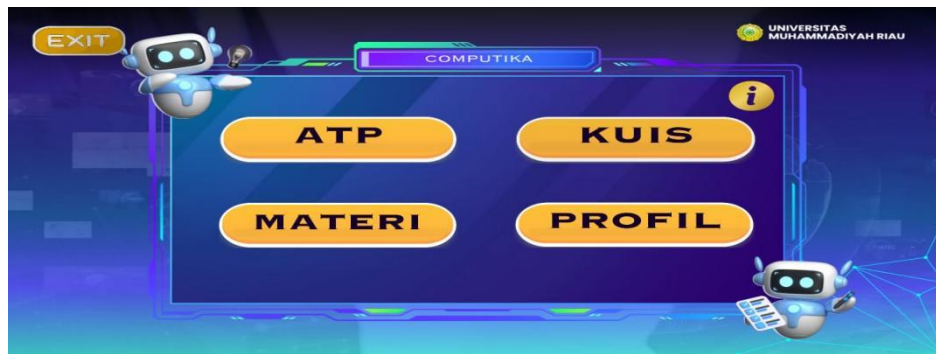 EXIT
UNIVERSITAS
MUHAMMADIYAH RIAU
COMPUTIKA
i
ATP
KUIS
MATERI
PROFIL